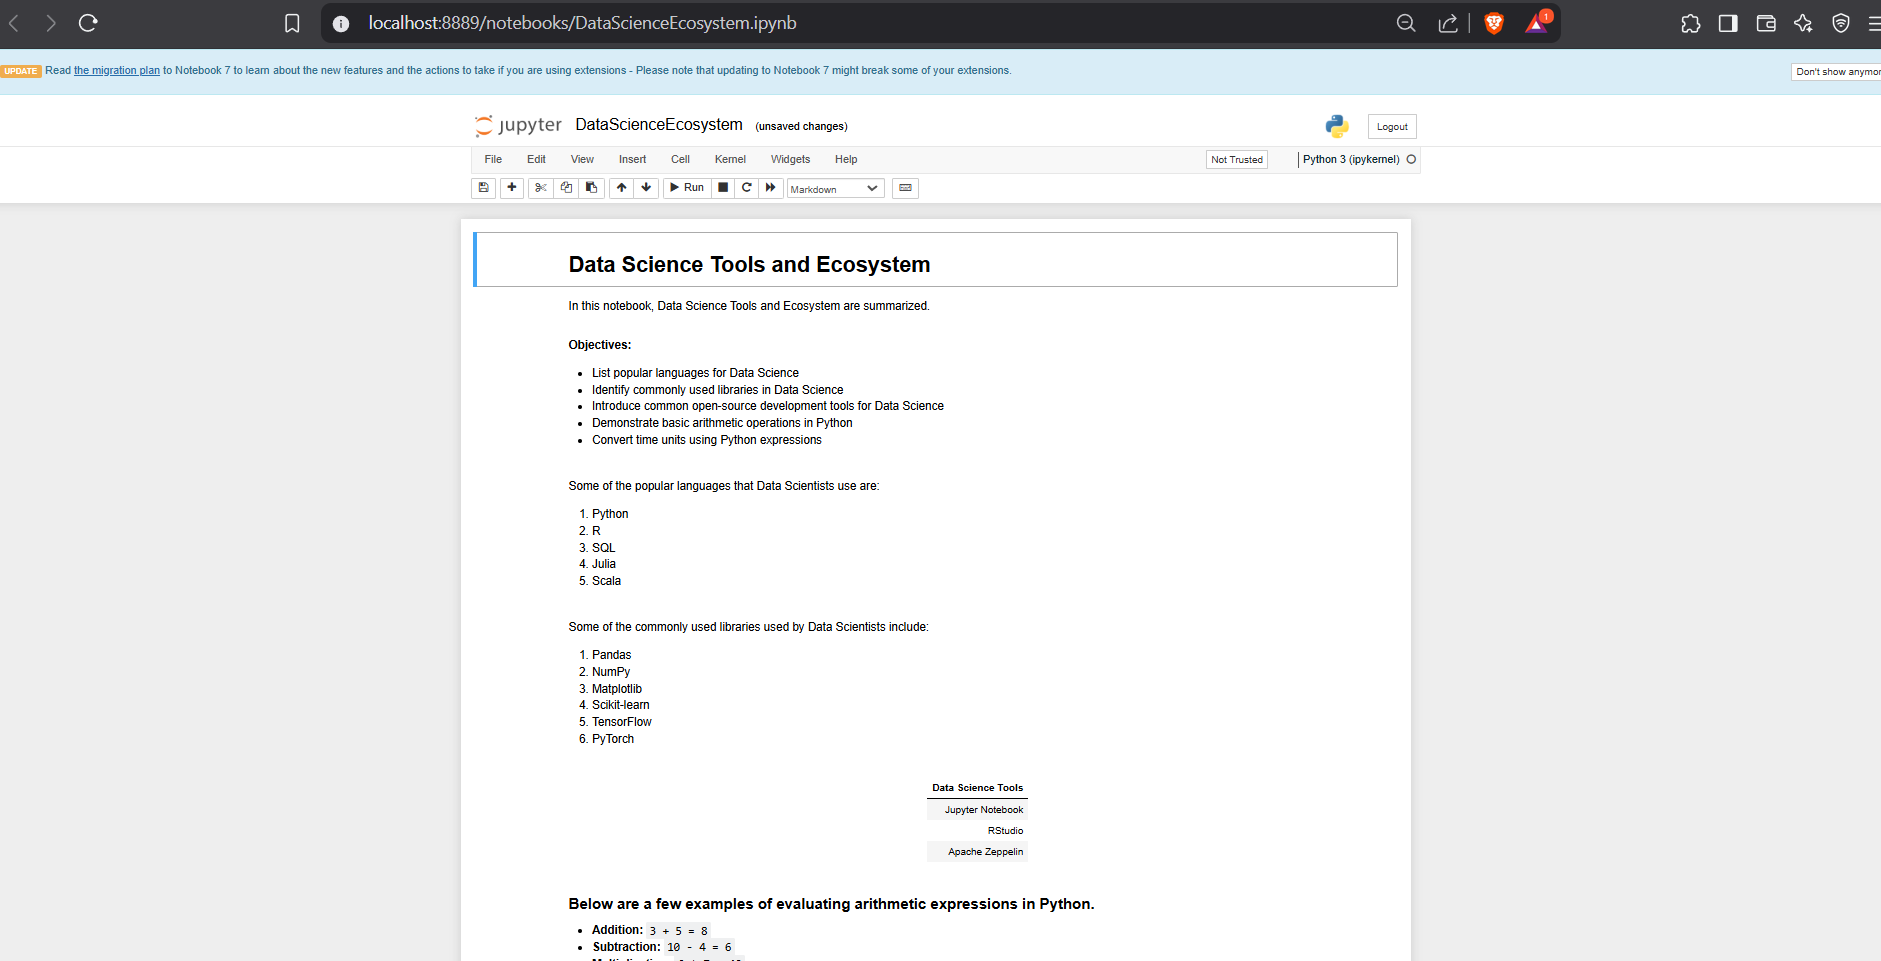 localhost:8889/notebooks/DataScienceEcosystem.ipynb
1
UPDATE Read the migration plan to Notebook 7 to learn about the new features and the actions to take if you are using extensions - Please note that updating to Notebook 7 might break some of your extensions.
Don't show anymor
jupyter DataScienceEcosystem (unsaved changes)
Logout
File Edit View Insert Cell Kernel Widgets Help
Not Trusted
Python 3 (ipykernel)
Run
Markdown
Data Science Tools and Ecosystem
In this notebook, Data Science Tools and Ecosystem are summarized.
Objectives:
• List popular languages for Data Science
• Identify commonly used libraries in Data Science
• Introduce common open-source development tools for Data Science
• Demonstrate basic arithmetic operations in Python
• Convert time units using Python expressions
Some of the popular languages that Data Scientists use are:
1. Python
2. R
3. SQL
4. Julia
5. Scala
Some of the commonly used libraries used by Data Scientists include:
1. Pandas
2. NumPy
3. Matplotlib
4. Scikit-learn
5. TensorFlow
6. PyTorch
Data Science Tools
Jupyter Notebook
RStudio
Apache Zeppelin
Below are a few examples of evaluating arithmetic expressions in Python.
• Addition: 3 + 5 = 8
• Subtraction: 10 - 4 = 6